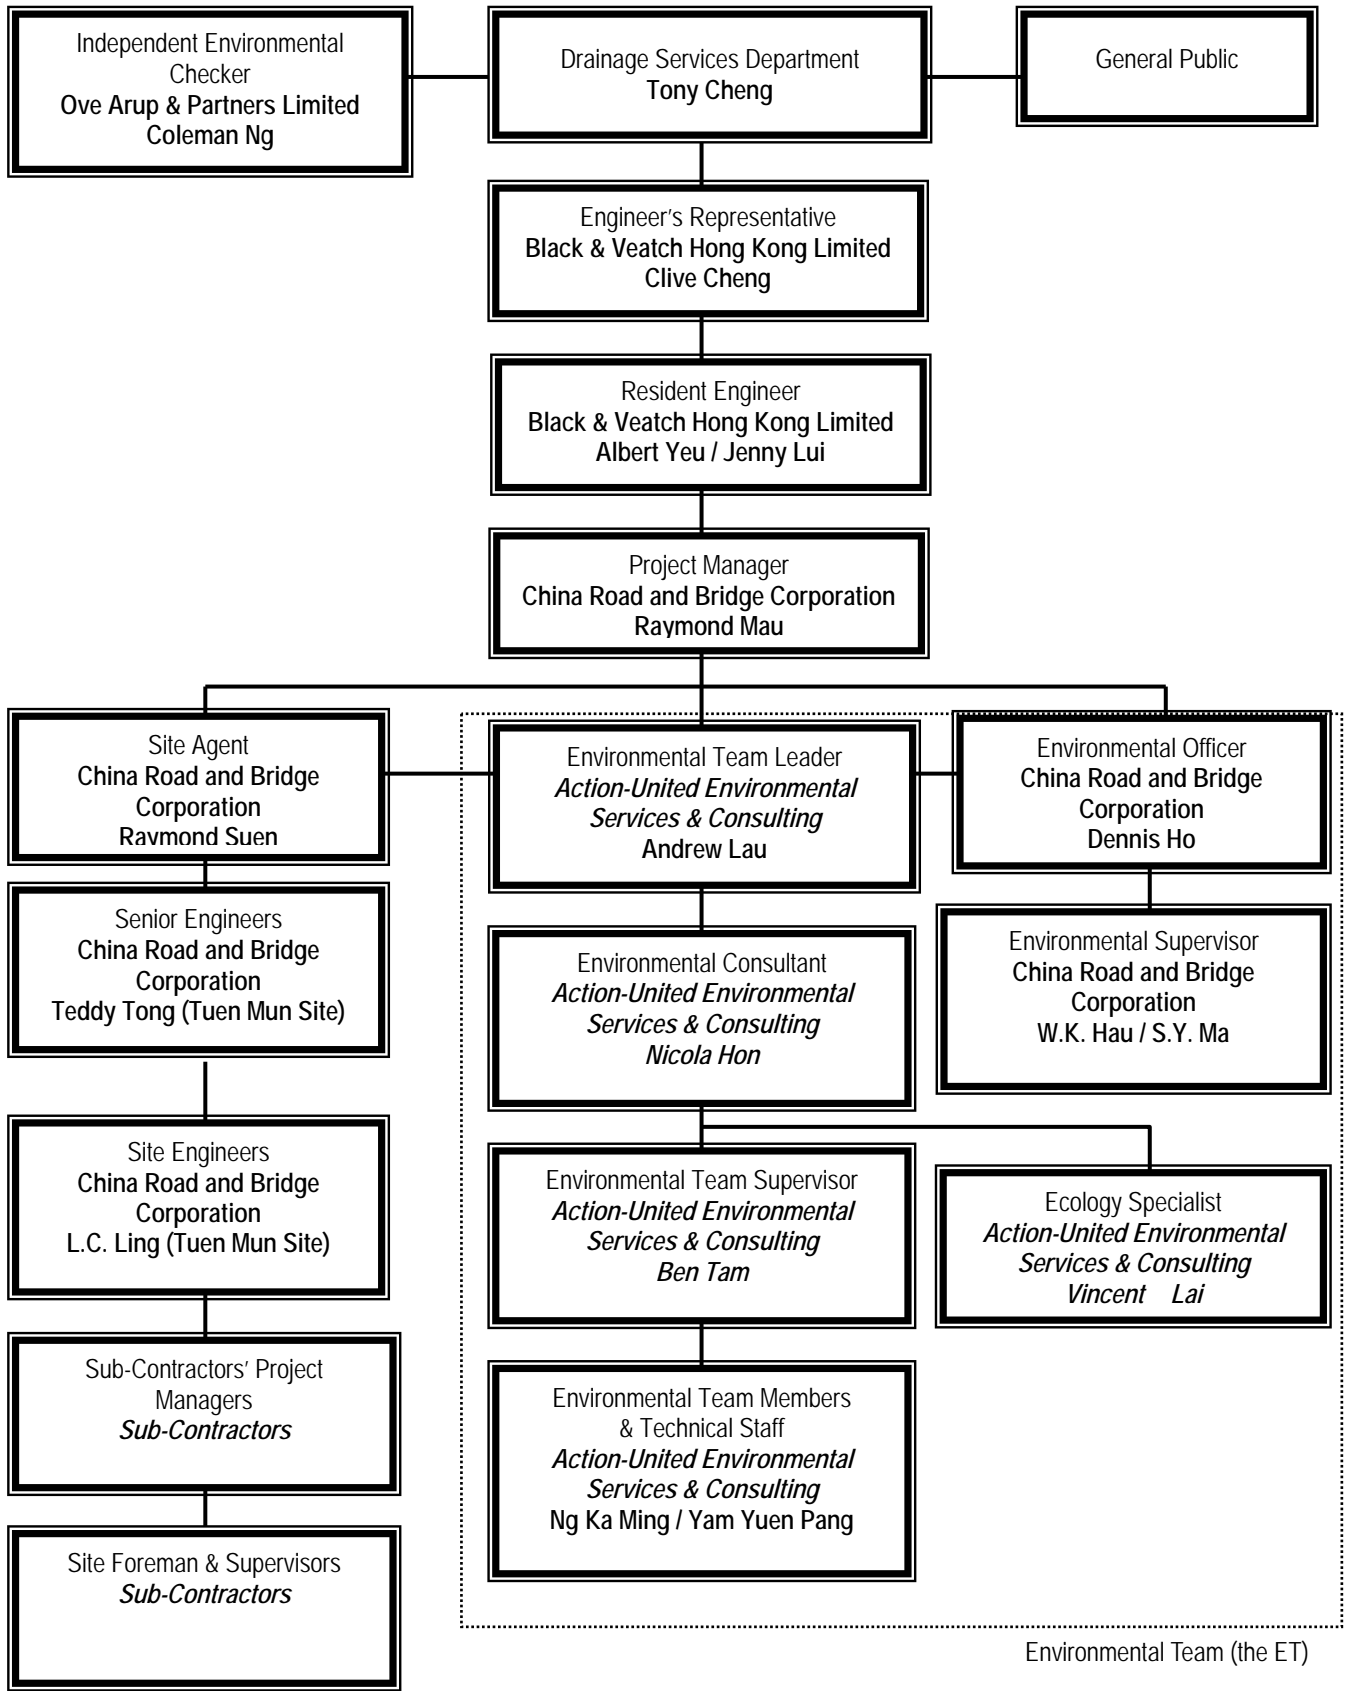 Independent Environmental
Checker
Ove Arup & Partners Limited
Coleman Ng
Drainage Services Department
Tony Cheng
General Public
Engineer's Representative
Black & Veatch Hong Kong Limited
Clive Cheng
Resident Engineer
Black & Veatch Hong Kong Limited
Albert Yeu / Jenny Lui
Project Manager
China Road and Bridge Corporation
Raymond Mau
Site Agent
China Road and Bridge
Corporation
Raymond Suen
Environmental Team Leader
Action-United Environmental
Services & Consulting
Andrew Lau
Environmental Officer
China Road and Bridge
Corporation
Dennis Ho
Senior Engineers
China Road and Bridge
Corporation
Teddy Tong (Tuen Mun Site)
Environmental Consultant
Action-United Environmental
Services & Consulting
Nicola Hon
Environmental Supervisor
China Road and Bridge
Corporation
W.K. Hau / S.Y. Ma
Site Engineers
China Road and Bridge
Corporation
L.C. Ling (Tuen Mun Site)
Environmental Team Supervisor
Action-United Environmental
Services & Consulting
Ben Tam
Ecology Specialist
Action-United Environmental
Services & Consulting
Vincent Lai
Sub-Contractors' Project
Managers
Sub-Contractors
Environmental Team Members
& Technical Staff
Action-United Environmental
Services & Consulting
Ng Ka Ming / Yam Yuen Pang
Site Foreman & Supervisors
Sub-Contractors
Environmental Team (the ET)